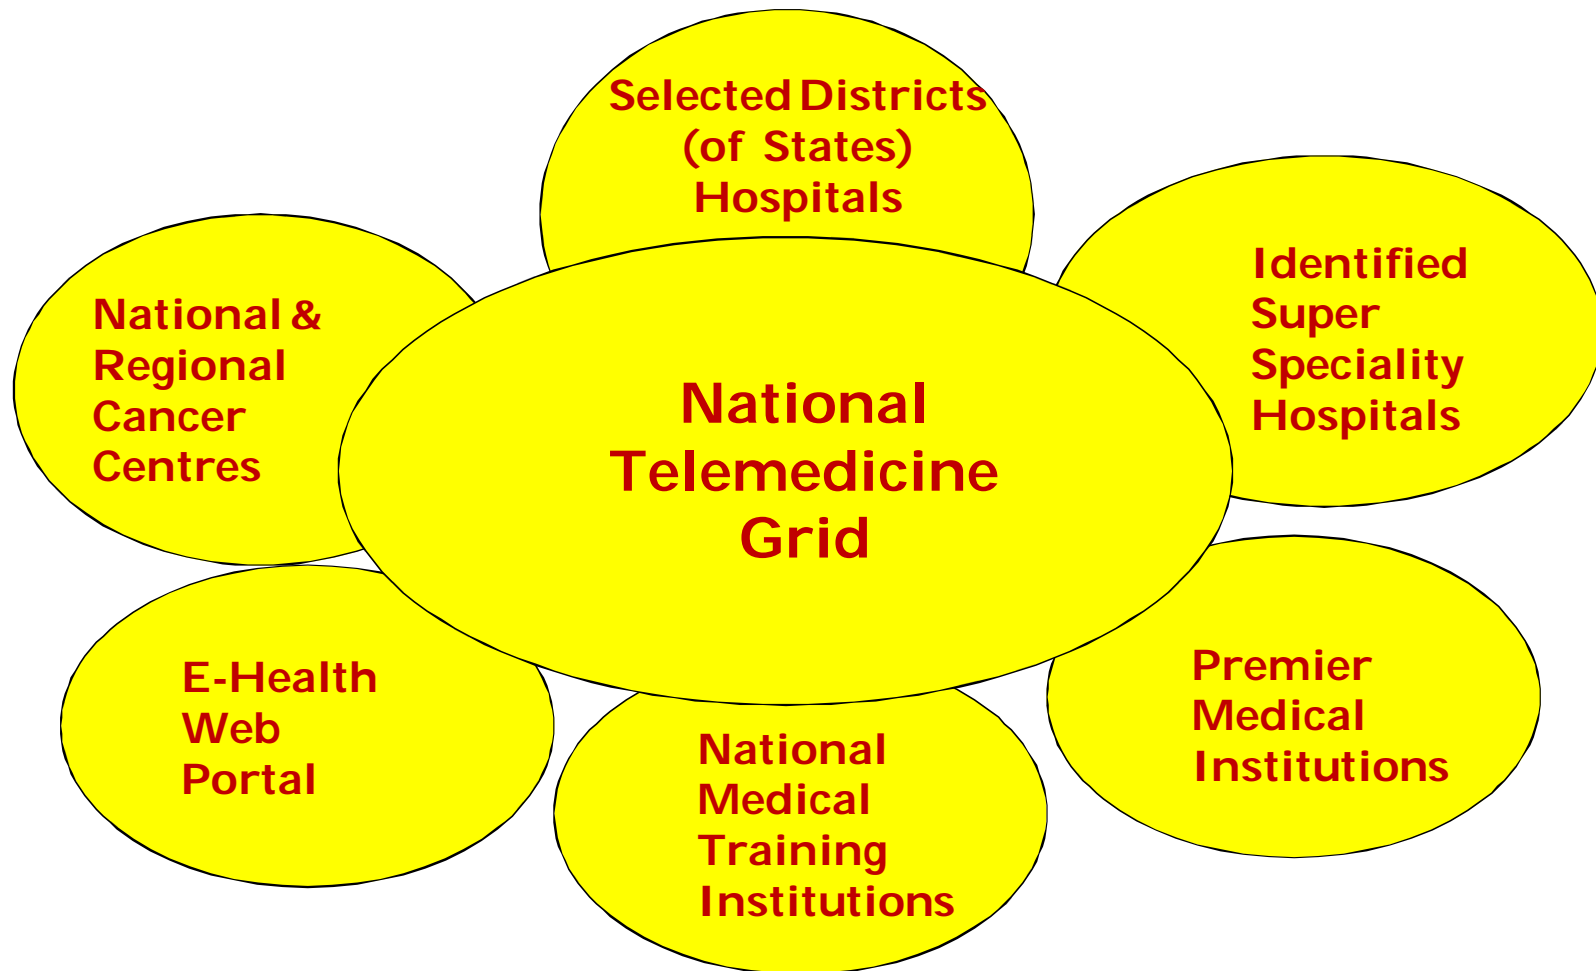 Selected Districts
(of States)
Hospitals
Identified
Super
Speciality
Hospitals
National &
Regional
Cancer
Centres
National
Telemedicine
Grid
E-Health
Web
Portal
National
Medical
Training
Institutions
Premier
Medical
Institutions